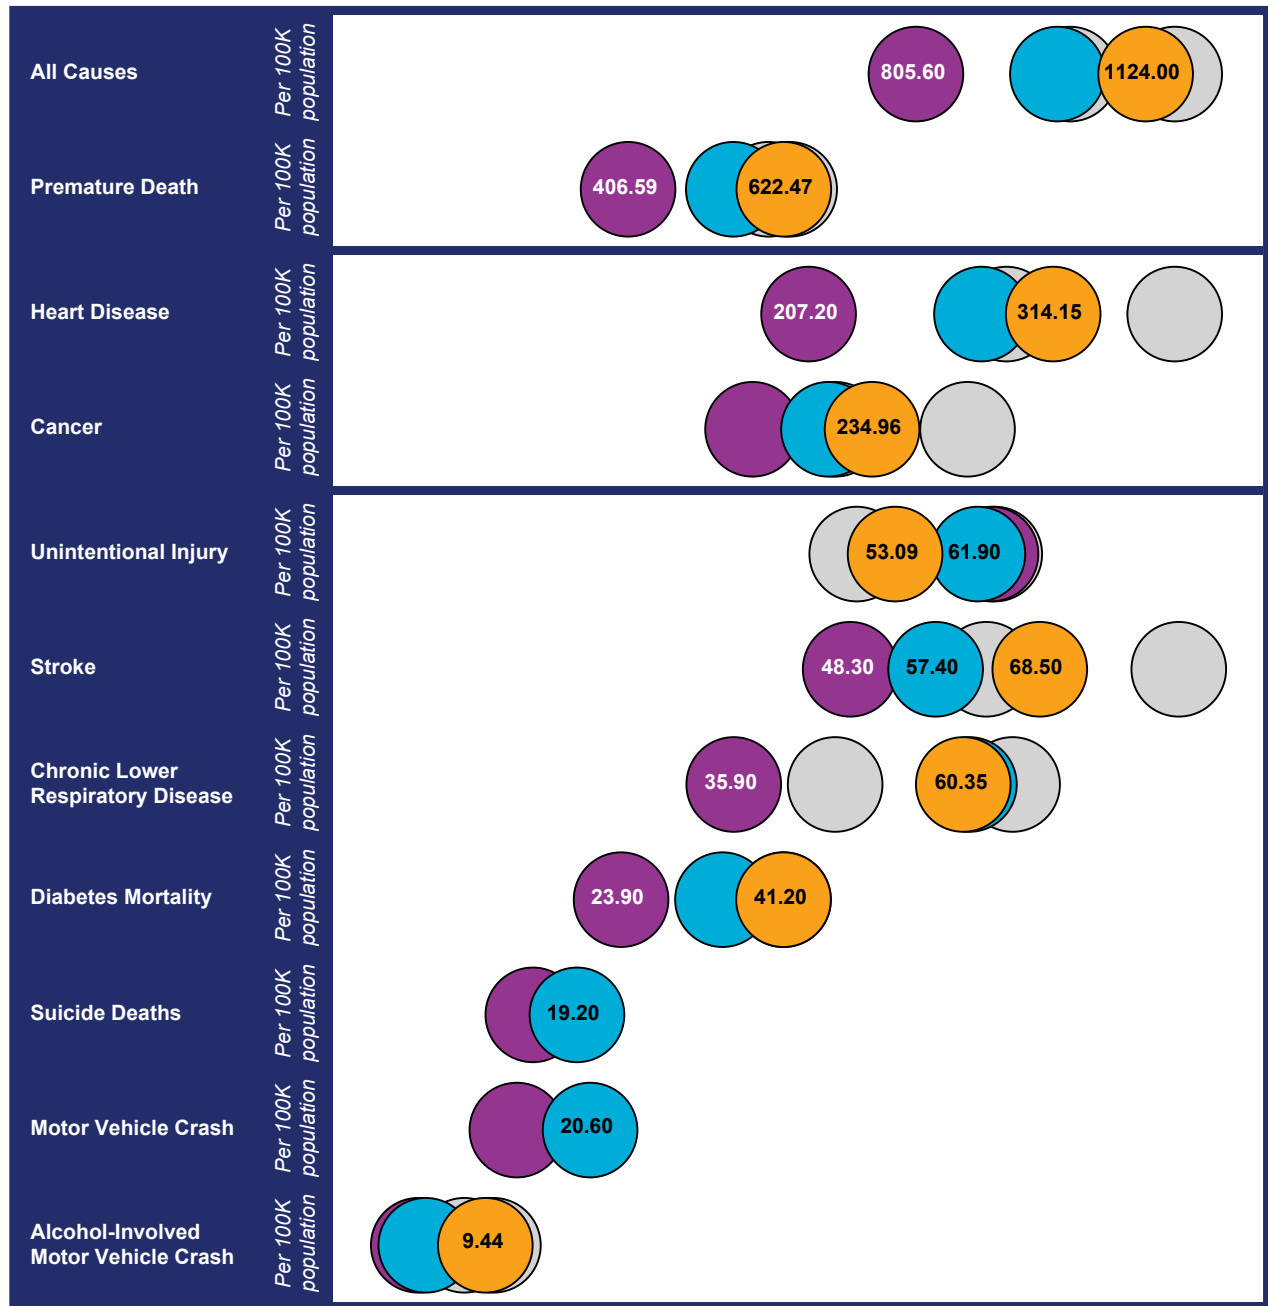 All Causes
Per 100K
population
805.60
1124.00
Premature Death
Per 100K
population
406.59
622.47
Heart Disease
Per 100K
population
207.20
314.15
Cancer
Per 100K
population
234.96
Unintentional Injury
Per 100K
population
53.09
61.90
Stroke
Per 100K
population
48.30
57.40
68.50
Chronic Lower
Respiratory Disease
Per 100K
population
35.90
60.35
Diabetes Mortality
Per 100K
population
23.90
41.20
Suicide Deaths
Per 100K
population
19.20
Motor Vehicle Crash
Per 100K
population
20.60
Alcohol-Involved
Motor Vehicle Crash
Per 100K
population
9.44